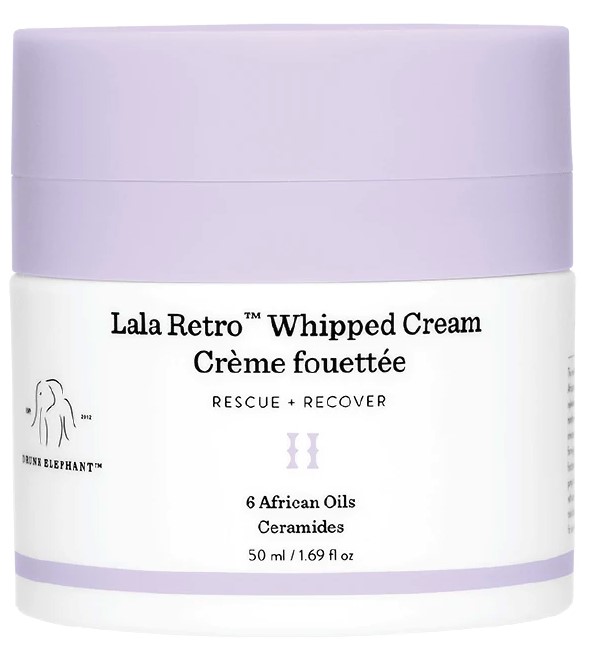 Lala Retro™ Whipped Cream
Crème fouettée
RESCUE + RECOVER
2012
DRUNK ELEPHANT™
6 African Oils
Ceramides
50 ml / 1.69 fl oz